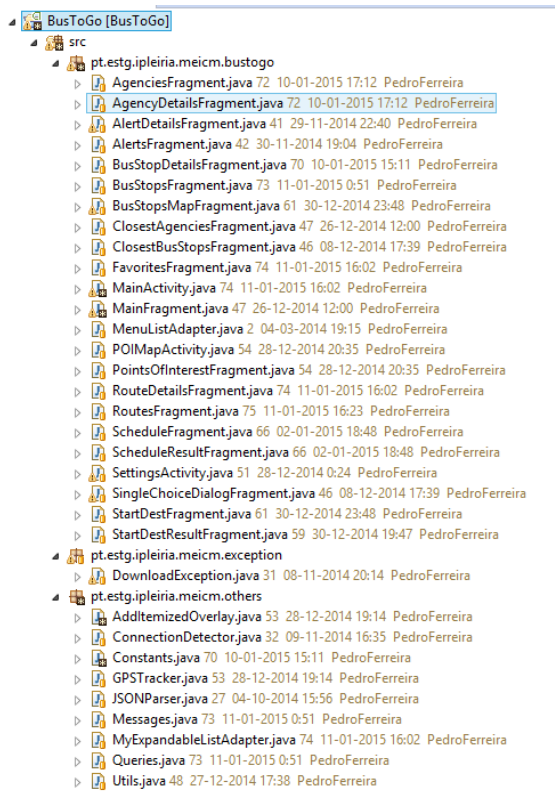 BusToGo [BusToGo]
src
pt.estg.ipleiria.meicm.bustogo
AgenciesFragment.java 72 10-01-2015 17:12 PedroFerreira
AgencyDetailsFragment.java 72 10-01-2015 17:12 PedroFerreira
AlertDetailsFragment.java 41 29-11-2014 22:40 PedroFerreira
AlertsFragment.java 42 30-11-2014 19:04 PedroFerreira
BusStopDetailsFragment.java 70 10-01-2015 15:11 PedroFerreira
BusStopsFragment.java 73 11-01-2015 0:51 PedroFerreira
BusStopsMapFragment.java 61 30-12-2014 23:48 PedroFerreira
ClosestAgenciesFragment.java 47 26-12-2014 12:00 PedroFerreira
ClosestBusStopsFragment.java 46 08-12-2014 17:39 PedroFerreira
FavoritesFragment.java 74 11-01-2015 16:02 PedroFerreira
MainActivity.java 74 11-01-2015 16:02 PedroFerreira
MainFragment.java 47 26-12-2014 12:00 PedroFerreira
MenuListAdapter.java 2 04-03-2014 19:15 PedroFerreira
POIMapActivity.java 54 28-12-2014 20:35 PedroFerreira
PointsOfInterestFragment.java 54 28-12-2014 20:35 PedroFerreira
RouteDetailsFragment.java 74 11-01-2015 16:02 PedroFerreira
RoutesFragment.java 75 11-01-2015 16:23 PedroFerreira
ScheduleFragment.java 66 02-01-2015 18:48 PedroFerreira
ScheduleResultFragment.java 66 02-01-2015 18:48 PedroFerreira
SettingsActivity.java 51 28-12-2014 0:24 PedroFerreira
SingleChoiceDialogFragment.java 46 08-12-2014 17:39 PedroFerreira
StartDestFragment.java 61 30-12-2014 23:48 PedroFerreira
StartDestResultFragment.java 59 30-12-2014 19:47 PedroFerreira
pt.estg.ipleiria.meicm.exception
DownloadException.java 31 08-11-2014 20:14 PedroFerreira
pt.estg.ipleiria.meicm.others
AddItemizedOverlay.java 53 28-12-2014 19:14 PedroFerreira
ConnectionDetector.java 32 09-11-2014 16:35 PedroFerreira
Constants.java 70 10-01-2015 15:11 PedroFerreira
GPSTracker.java 53 28-12-2014 19:14 PedroFerreira
JSONParser.java 27 04-10-2014 15:56 PedroFerreira
Messages.java 73 11-01-2015 0:51 PedroFerreira
MyExpandableListAdapter.java 74 11-01-2015 16:02 PedroFerreira
Queries.java 73 11-01-2015 0:51 PedroFerreira
Utils.java 48 27-12-2014 17:38 PedroFerreira